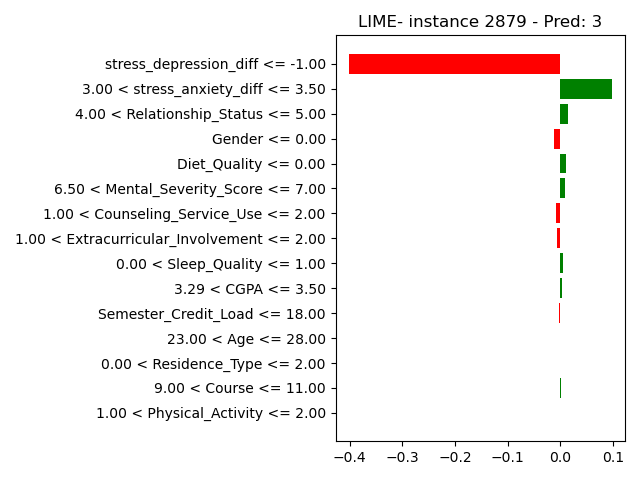 LIME- instance 2879 - Pred: 3
stress_depression_diff <= -1.00
3.00 < stress_anxiety_diff <= 3.50
4.00 < Relationship_Status <= 5.00
Gender <= 0.00
Diet_Quality <= 0.00
6.50 < Mental_Severity_Score <= 7.00
1.00 < Counseling_Service_Use <= 2.00
1.00 < Extracurricular_Involvement <= 2.00
0.00 < Sleep_Quality <= 1.00
3.29 < CGPA <= 3.50
Semester_Credit_Load <= 18.00
23.00 < Age <= 28.00
0.00 < Residence_Type <= 2.00
9.00 < Course <= 11.00
1.00 < Physical_Activity <= 2.00
−0.4 −0.3 −0.2 −0.1 0.0 0.1